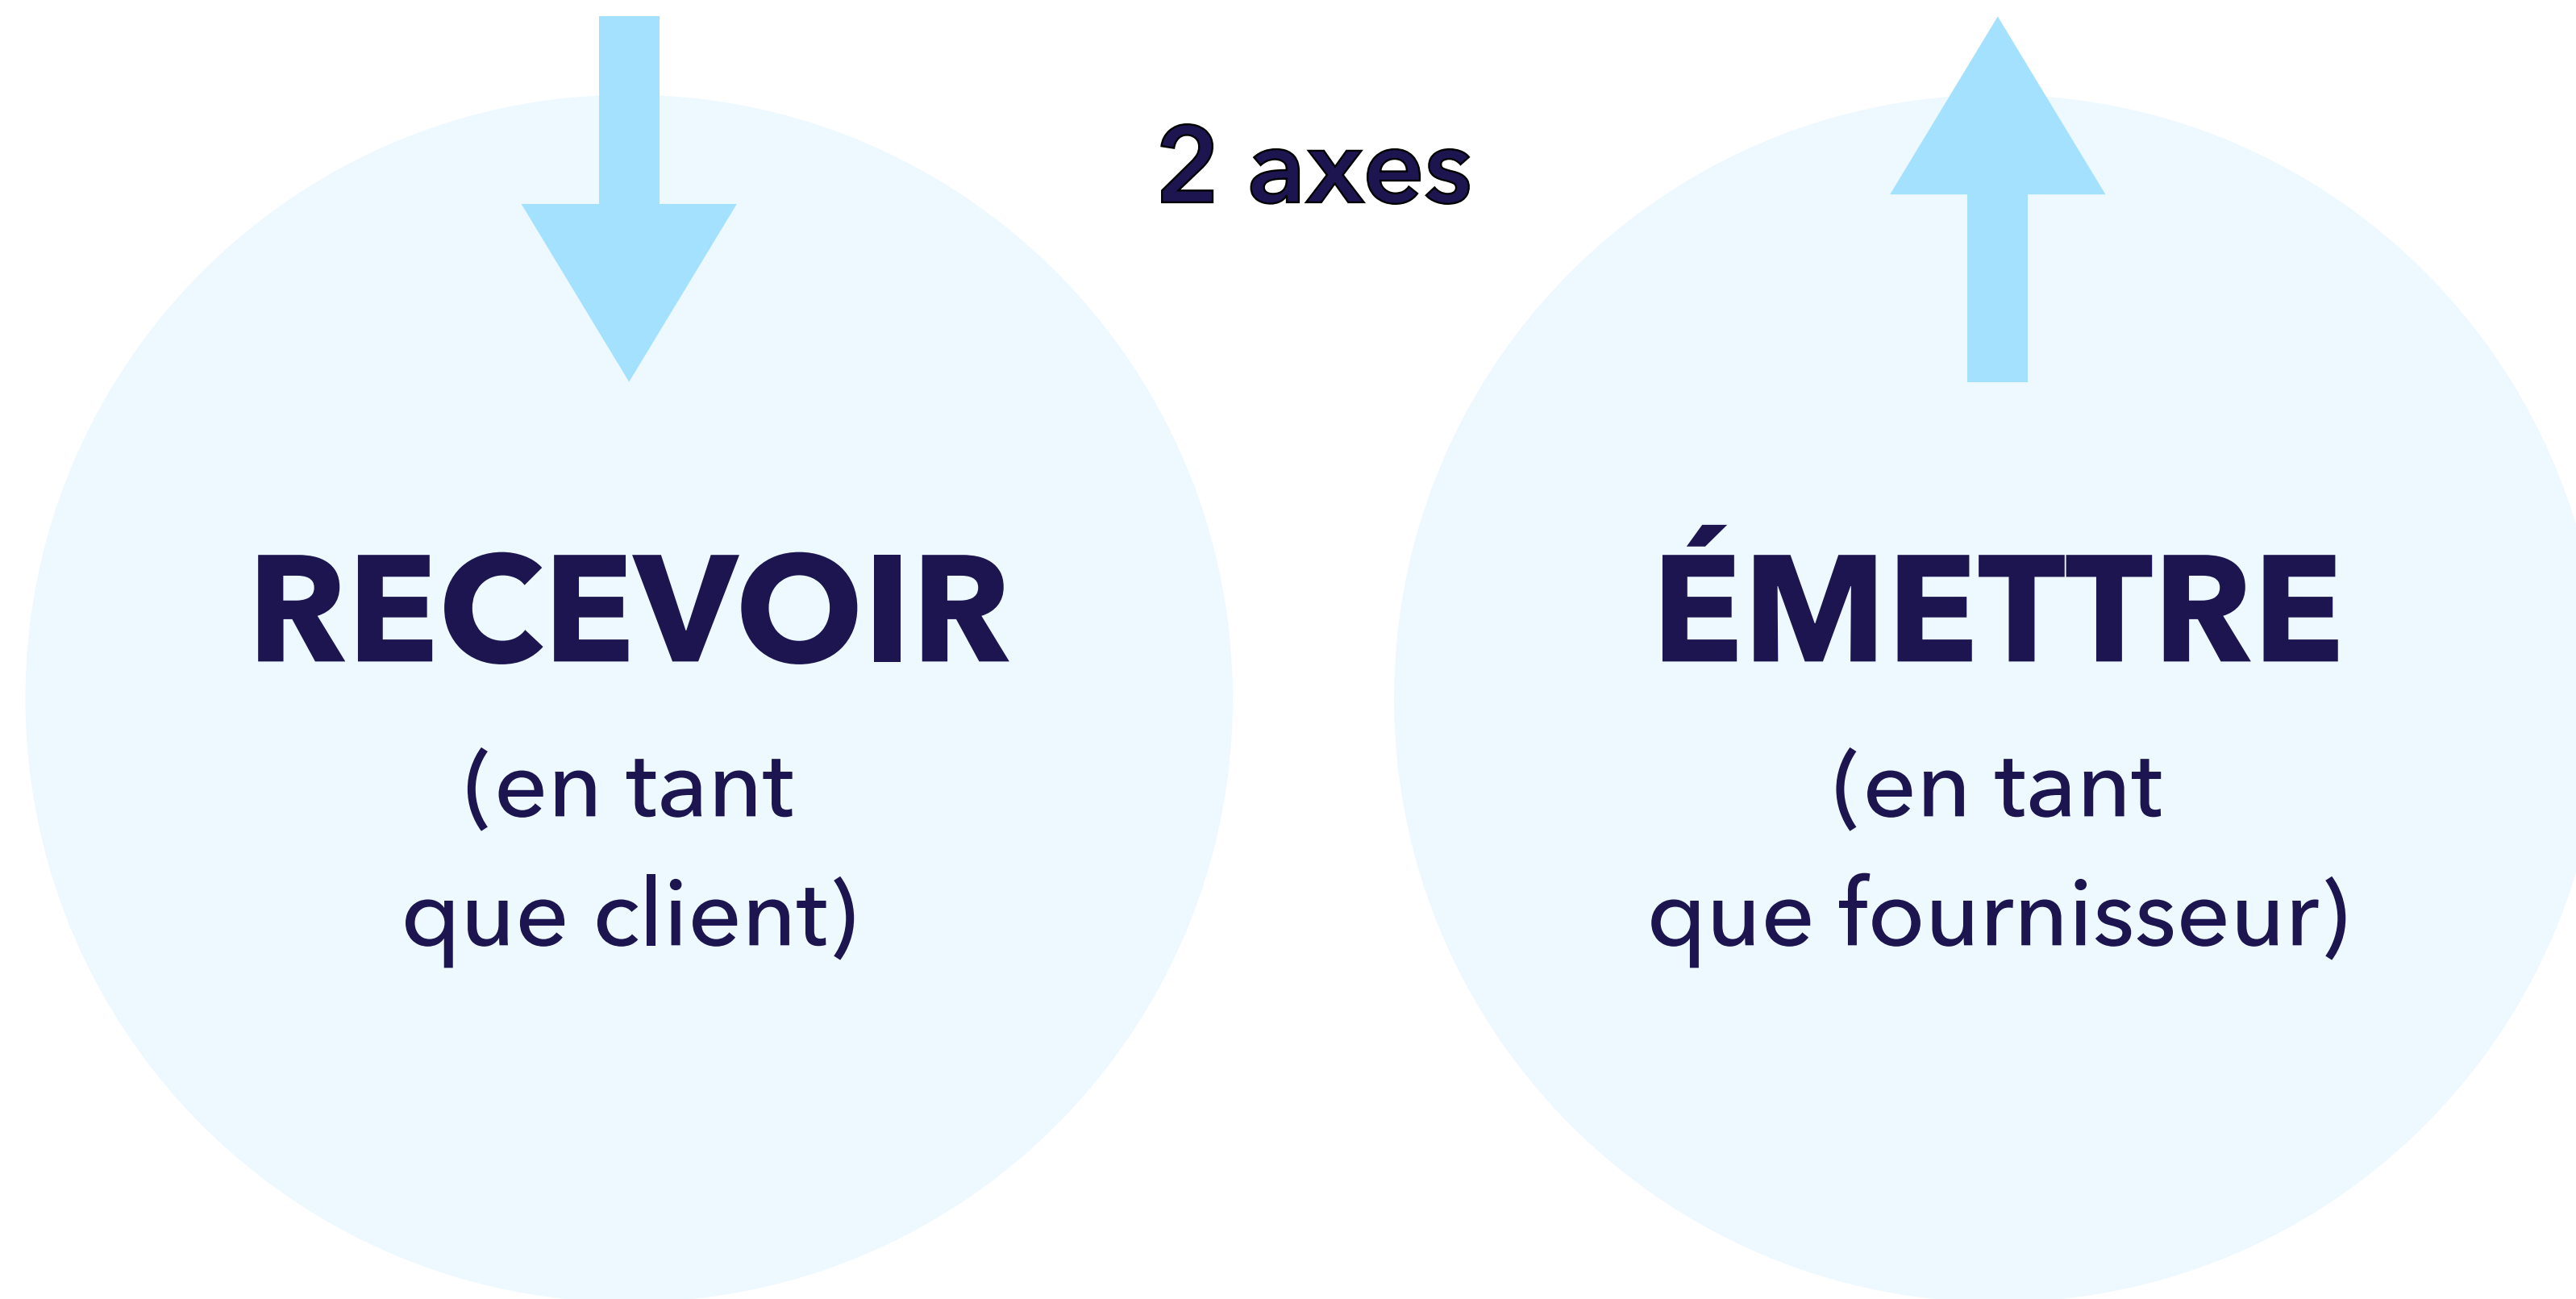 2 axes
RECEVOIR
(en tant
que client)
ÉMETTRE
(en tant
que fournisseur)